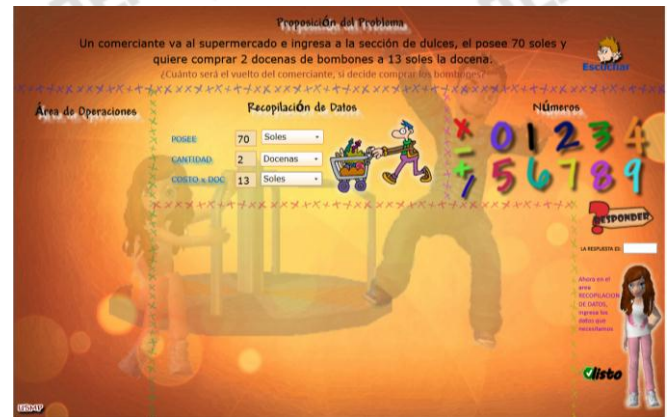 Proposición del Problema
Un comerciante va al supermercado e ingresa a la sección de dulces, el posee 70 soles y
quiere comprar 2 docenas de bombones a 13 soles la docena.
¿Cuánto será el vuelto del comerciante, si decide comprar los bombones?
Escuchar
Área de Operaciones
Recopilación de Datos
Números
POSEE 70 Soles
CANTIDAD 2 Docenas
COSTO x DOC 13 Soles
× 0 1 2 3 4
−
+ 5 6 7 8 9
/
RESPONDER
LA RESPUESTA ES:
Ahora en el
area
RECOPILACION
DE DATOS,
ingresa los
datos que
necesitamos
listo
USMP